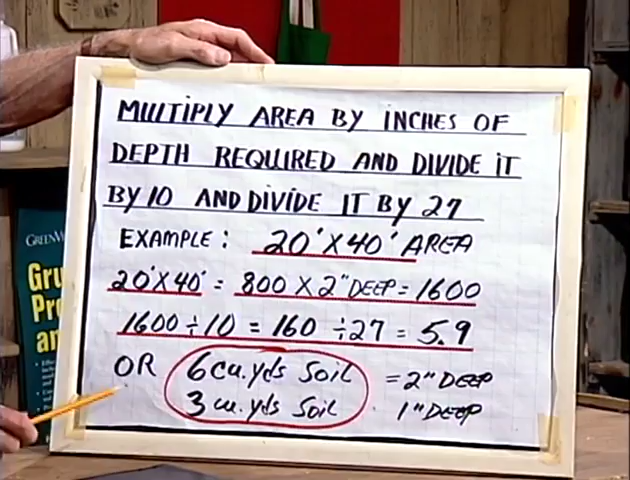 MULTIPLY AREA BY INCHES OF
DEPTH REQUIRED AND DIVIDE IT
BY 10 AND DIVIDE IT BY 27
EXAMPLE: 20' X 40' AREA
20' X 40' = 800 X 2" DEEP = 1600
1600 ÷ 10 = 160 ÷ 27 = 5.9
OR 6 cu. yds Soil = 2" DEEP
3 cu. yds Soil 1" DEEP